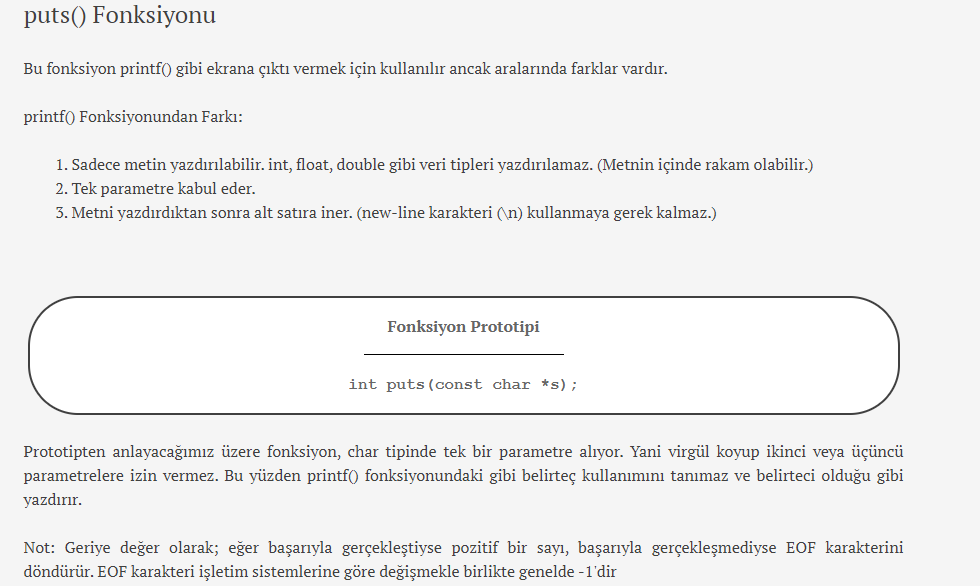 puts() Fonksiyonu
Bu fonksiyon printf() gibi ekrana çıktı vermek için kullanılır ancak aralarında farklar vardır.
printf() Fonksiyonundan Farkı:
1. Sadece metin yazdırılabilir. int, float, double gibi veri tipleri yazdırılamaz. (Metnin içinde rakam olabilir.)
2. Tek parametre kabul eder.
3. Metni yazdırdıktan sonra alt satıra iner. (new-line karakteri (\n) kullanmaya gerek kalmaz.)
Fonksiyon Prototipi
int puts(const char *s);
Prototipten anlayacağımız üzere fonksiyon, char tipinde tek bir parametre alıyor. Yani virgül koyup ikinci veya üçüncü
parametrelere izin vermez. Bu yüzden printf() fonksiyonundaki gibi belirteç kullanımını tanımaz ve belirteci olduğu gibi
yazdırır.
Not: Geriye değer olarak; eğer başarıyla gerçekleştiyse pozitif bir sayı, başarıyla gerçekleşmediyse EOF karakterini
döndürür. EOF karakteri işletim sistemlerine göre değişmekle birlikte genelde -1'dir